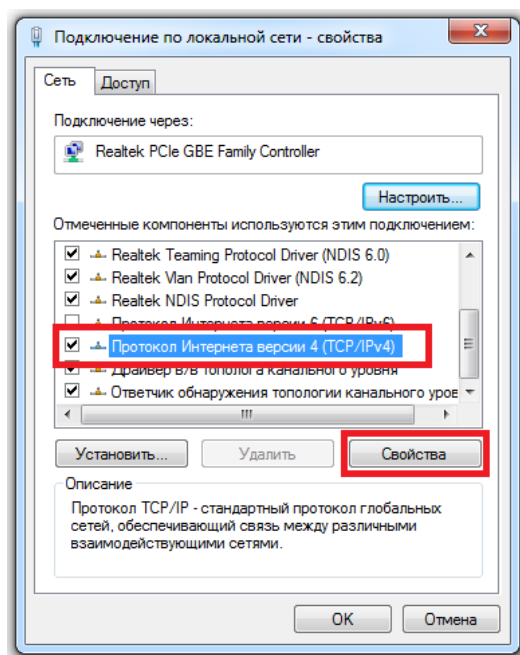 Подключение по локальной сети - свойства
Сеть
Доступ
Подключение через:
Realtek PCIe GBE Family Controller
Настроить...
Отмеченные компоненты используются этим подключением:
Realtek Teaming Protocol Driver (NDIS 6.0)
Realtek Vlan Protocol Driver (NDIS 6.2)
Realtek NDIS Protocol Driver
Протокол Интернета версии 6 (TCP/IPv6)
Протокол Интернета версии 4 (TCP/IPv4)
Драйвер в/в тополога канального уровня
Ответчик обнаружения топологии канального уров
Установить...
Удалить
Свойства
Описание
Протокол TCP/IP - стандартный протокол глобальных
сетей, обеспечивающий связь между различными
взаимодействующими сетями.
OK
Отмена